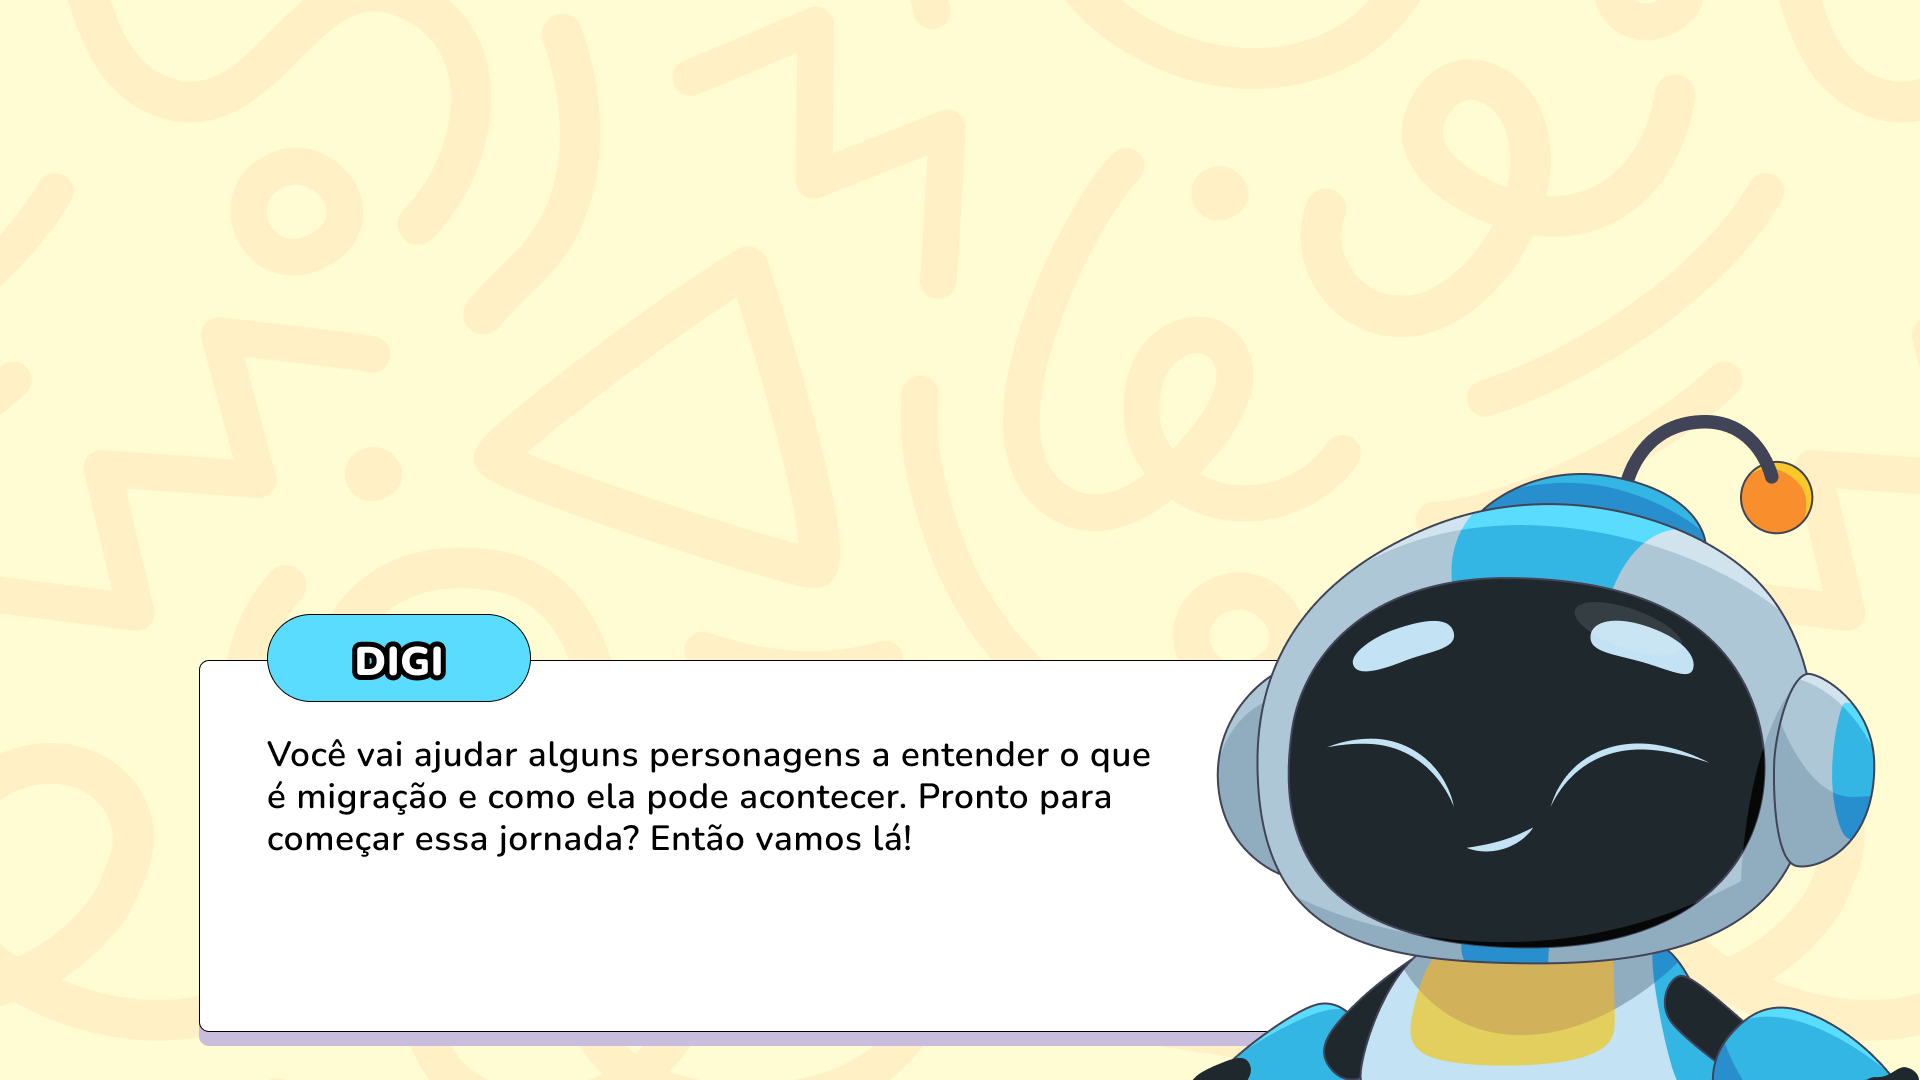 DIGI
Você vai ajudar alguns personagens a entender o que
é migração e como ela pode acontecer. Pronto para
começar essa jornada? Então vamos lá!